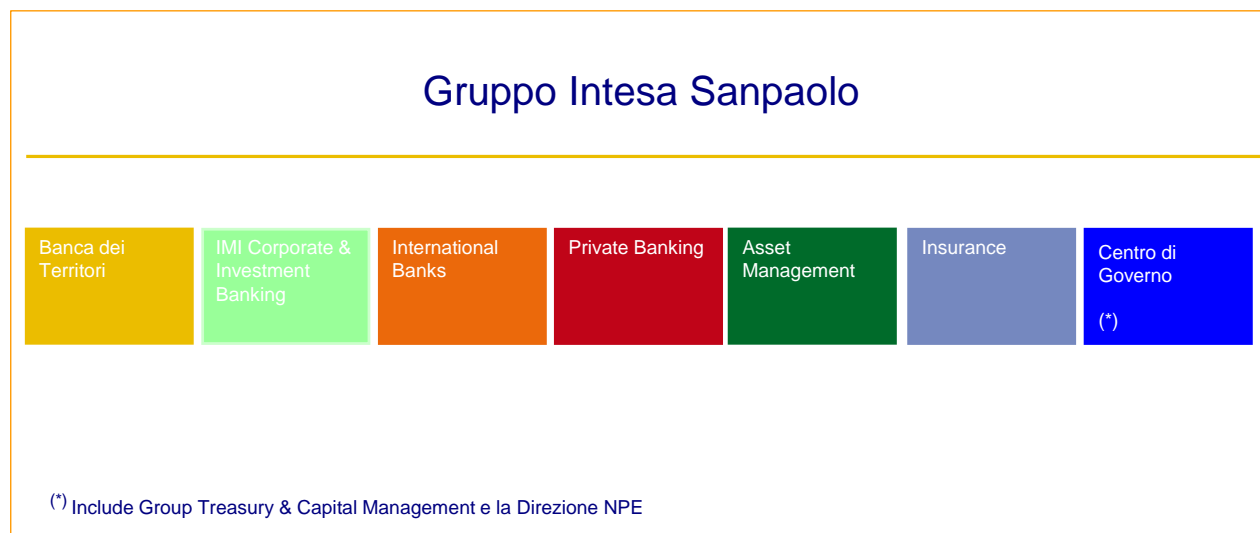 Gruppo Intesa Sanpaolo
Banca dei
Territori
IMI Corporate &
Investment
Banking
International
Banks
Private Banking
Asset
Management
Insurance
Centro di
Governo
(*)
(*) Include Group Treasury & Capital Management e la Direzione NPE